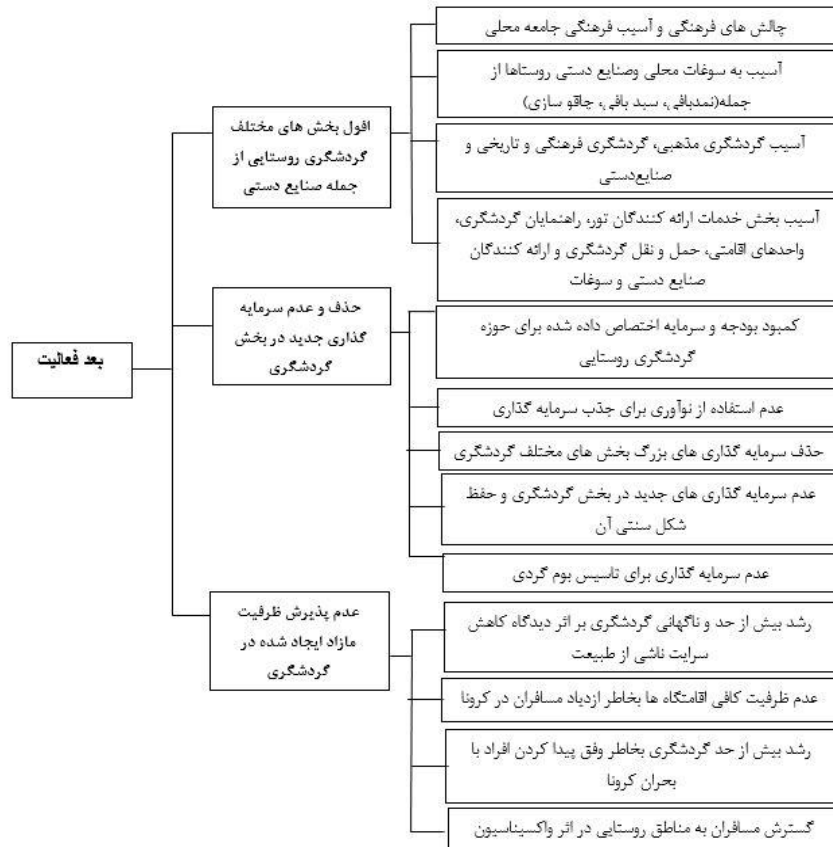 چالش های فرهنگی و آسیب فرهنگی جامعه محلی
آسیب به سوغات محلی وصنایع دستی روستاها از
جمله(نمدبافی، سبد بافی، چاقو سازی)
افول بخش های مختلف
گردشگری روستایی از
جمله صنایع دستی
آسیب گردشگری مذهبی، گردشگری فرهنگی و تاریخی و
صنایع‌دستی
آسیب بخش خدمات ارائه کنندگان تور، راهنمایان گردشگری،
واحدهای اقامتی، حمل و نقل گردشگری و ارائه کنندگان
صنایع دستی و سوغات
حذف و عدم سرمایه
گذاری جدید در بخش
گردشگری
کمبود بودجه و سرمایه اختصاص داده شده برای حوزه
گردشگری روستایی
بعد فعالیت
عدم استفاده از نوآوری برای جذب سرمایه گذاری
حذف سرمایه گذاری های بزرگ بخش های مختلف گردشگری
عدم سرمایه گذاری های جدید در بخش گردشگری و حفظ
شکل سنتی آن
عدم سرمایه گذاری برای تاسیس بوم گردی
عدم پذیرش ظرفیت
مازاد ایجاد شده در
گردشگری
رشد بیش از حد و ناگهانی گردشگری بر اثر دیدگاه کاهش
سرایت ناشی از طبیعت
عدم ظرفیت کافی اقامتگاه ها بخاطر ازدیاد مسافران در کرونا
رشد بیش از حد گردشگری بخاطر وفق پیدا کردن افراد با
بحران کرونا
گسترش مسافران به مناطق روستایی در اثر واکسیناسیون